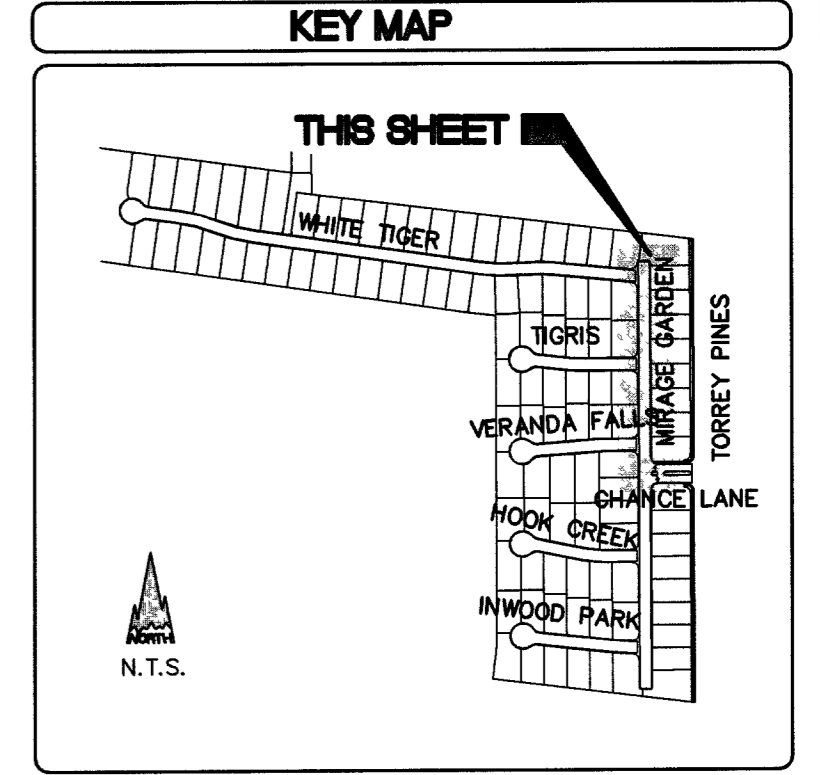 KEY MAP
THIS SHEET
WHITE TIGER
MIRAGE GARDEN
TORREY PINES
TIGRIS
VERANDA FALLS
CHANCE LANE
HOOK CREEK
INWOOD PARK
NORTH
N.T.S.